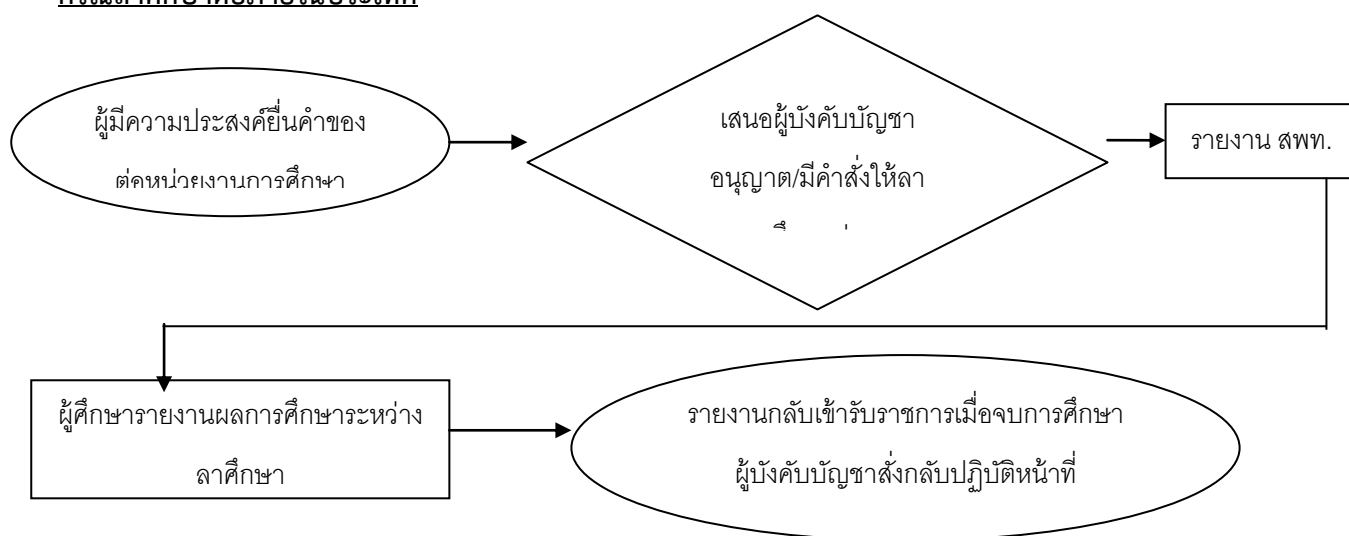 ผู้มีความประสงค์ยื่นคำของ
ต่อหน่วยงานการศึกษา
เสนอผู้บังคับบัญชา
อนุญาต/มีคำสั่งให้ลา
รายงาน สพท.
ผู้ศึกษารายงานผลการศึกษาระหว่าง
ลาศึกษา
รายงานกลับเข้ารับราชการเมื่อจบการศึกษา
ผู้บังคับบัญชาสั่งกลับปฏิบัติหน้าที่